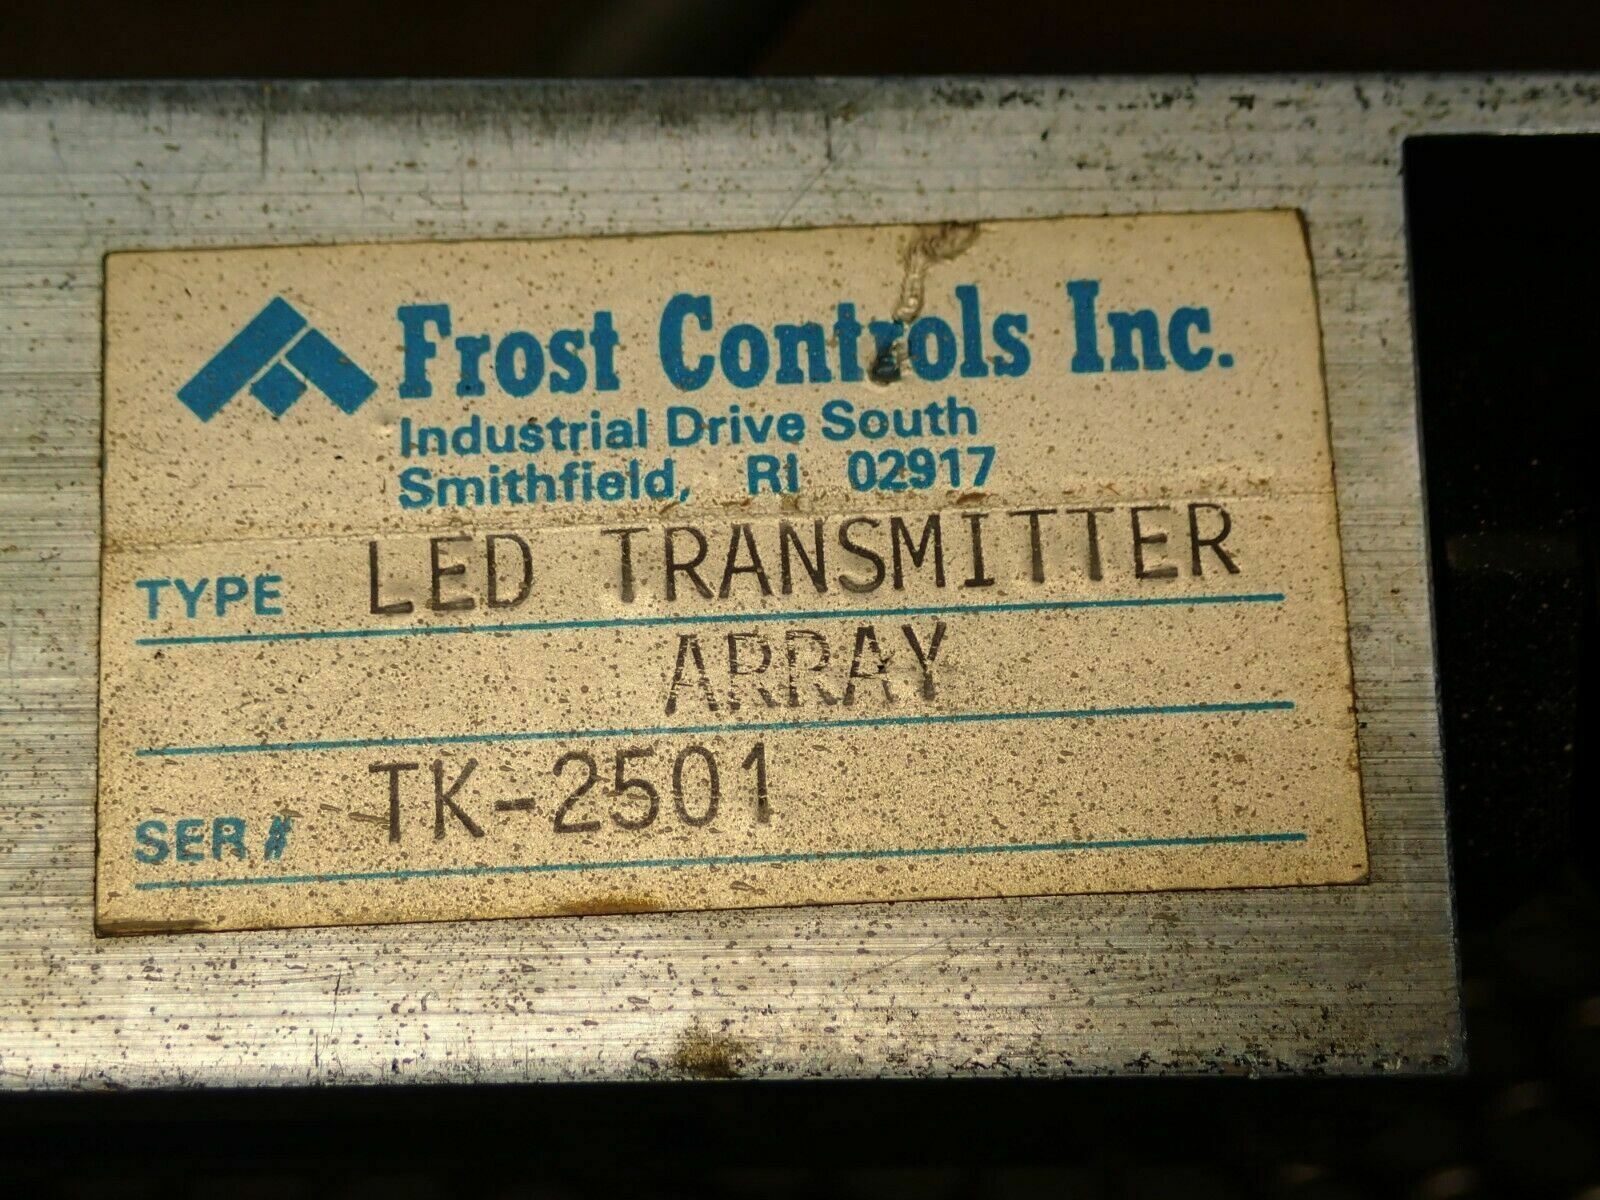 Frost Controls Inc.
Industrial Drive South
Smithfield, RI 02917
TYPE LED TRANSMITTER
ARRAY
SER # TK-2501